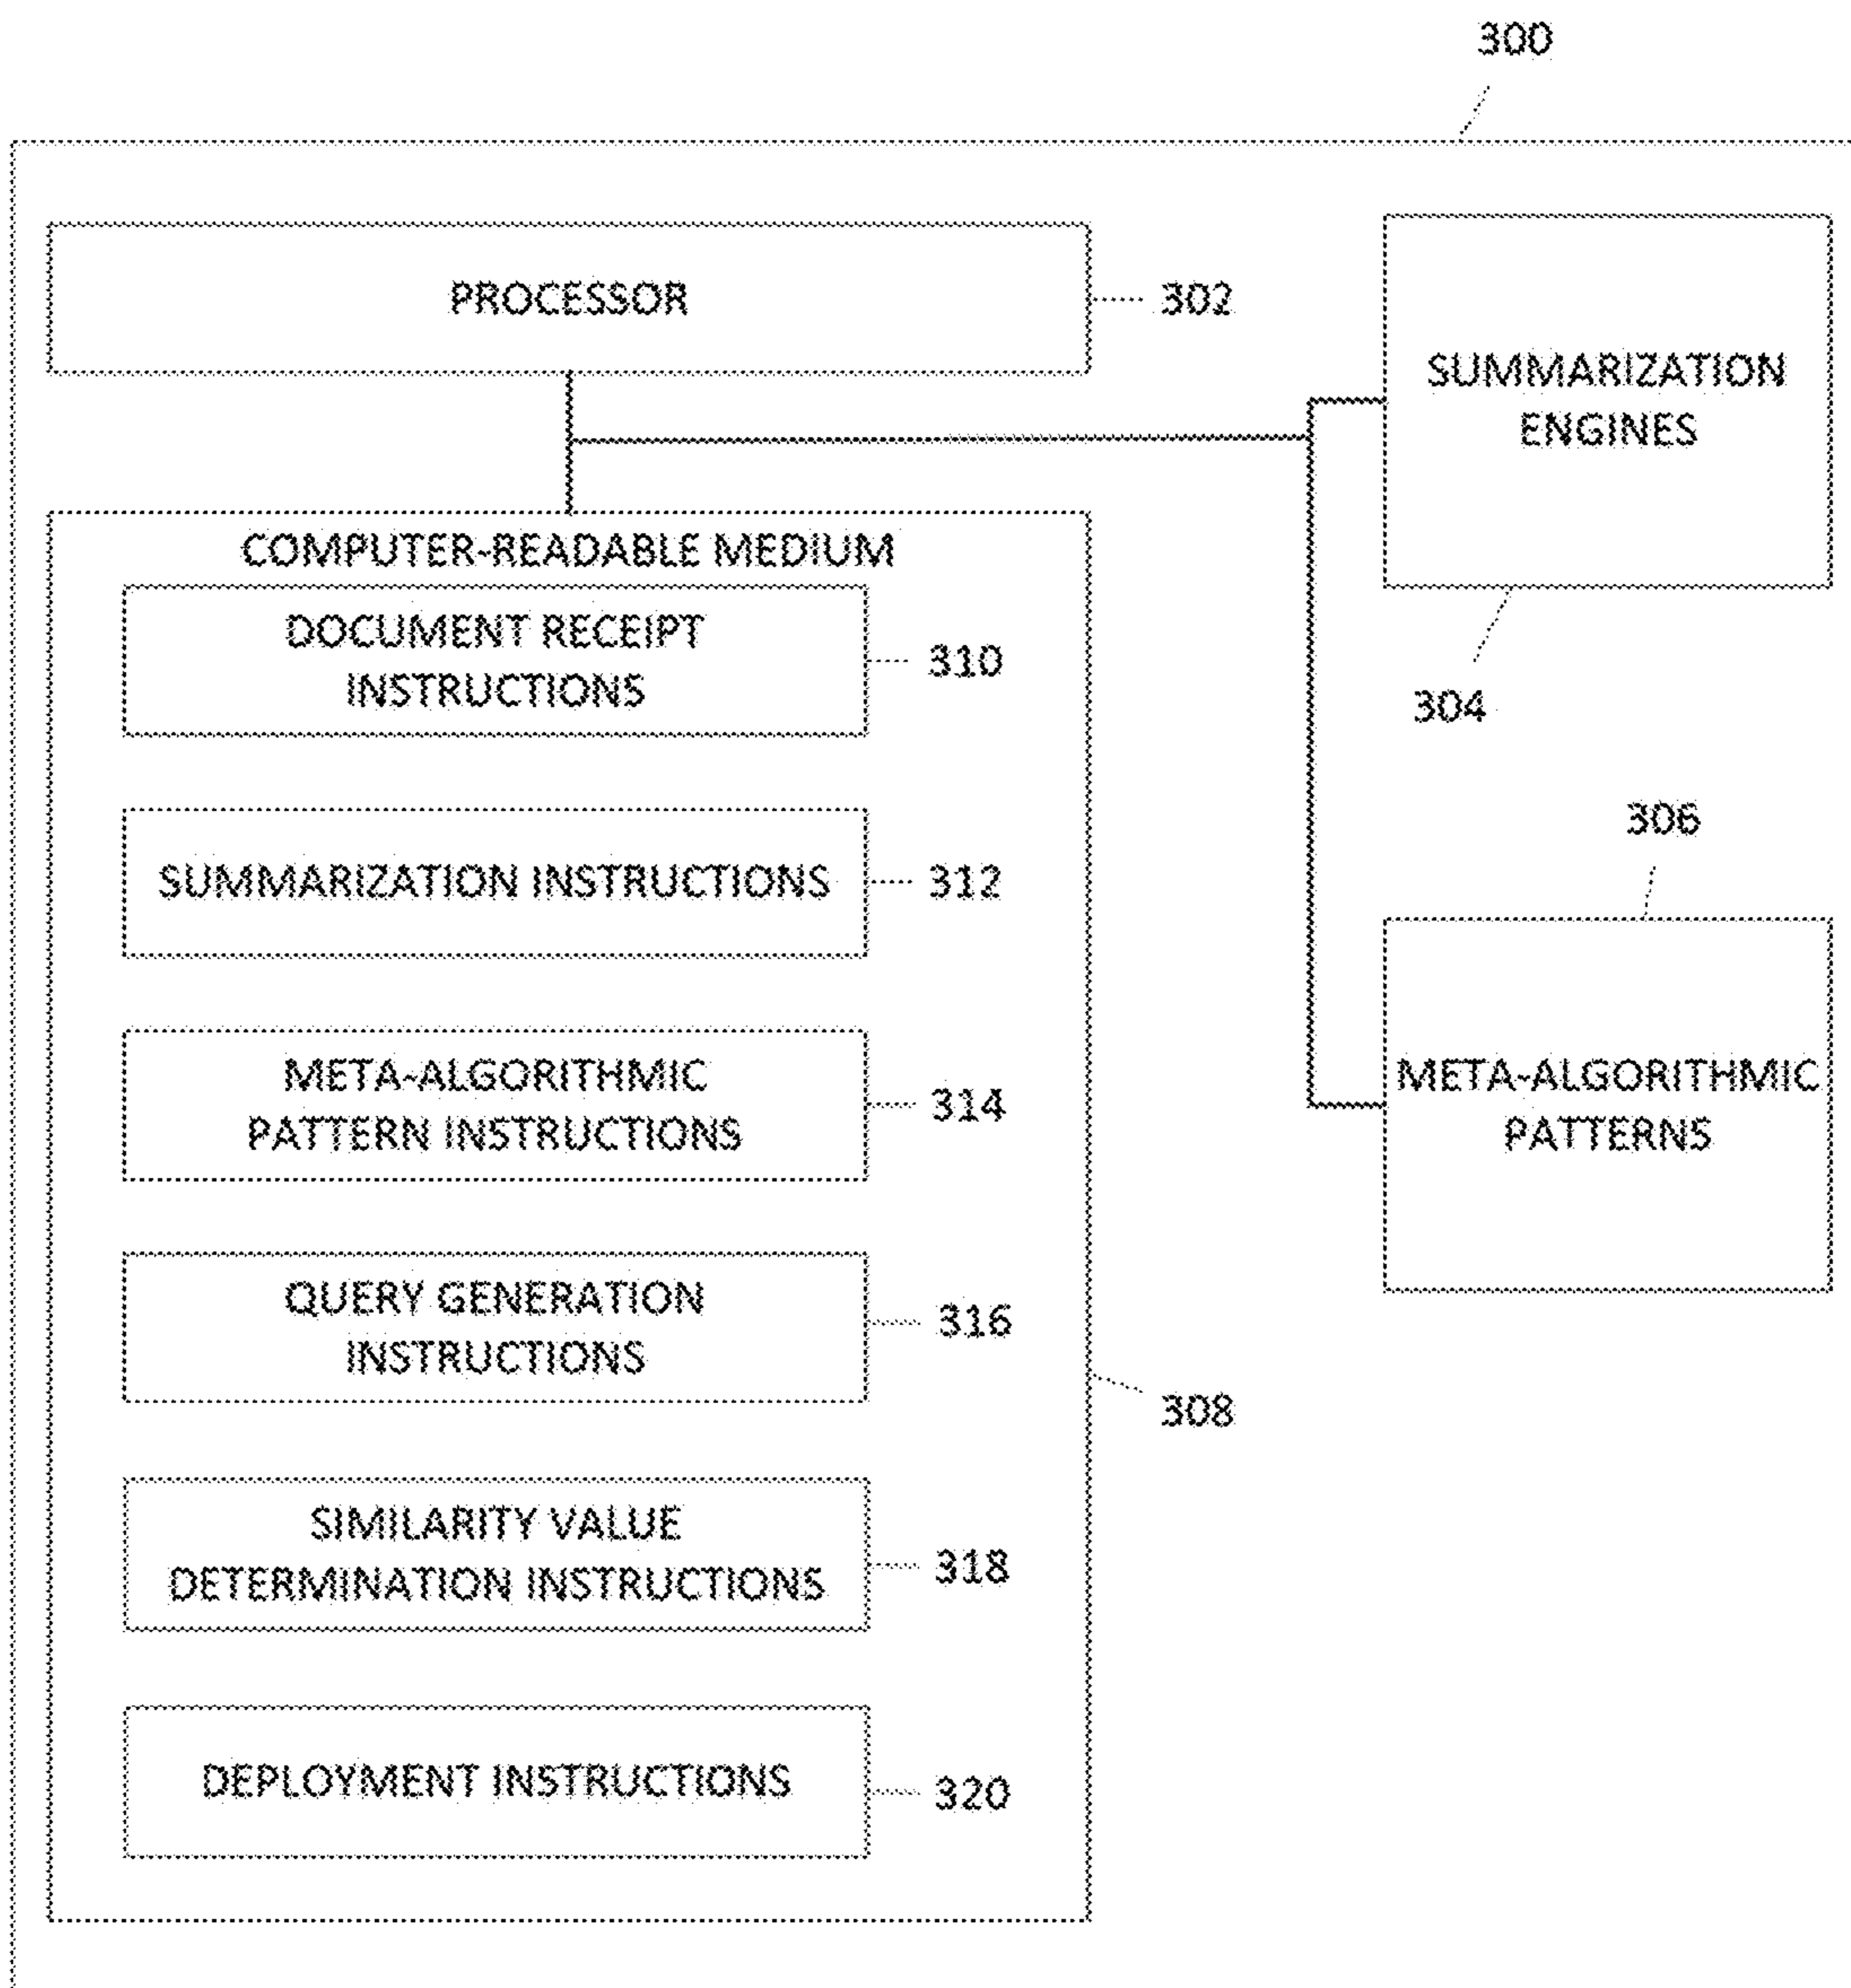 300
PROCESSOR
302
SUMMARIZATION
ENGINES
304
COMPUTER-READABLE MEDIUM
DOCUMENT RECEIPT
INSTRUCTIONS
310
SUMMARIZATION INSTRUCTIONS
312
306
META-ALGORITHMIC
PATTERNS
META-ALGORITHMIC
PATTERN INSTRUCTIONS
314
QUERY GENERATION
INSTRUCTIONS
316
308
SIMILARITY VALUE
DETERMINATION INSTRUCTIONS
318
DEPLOYMENT INSTRUCTIONS
320